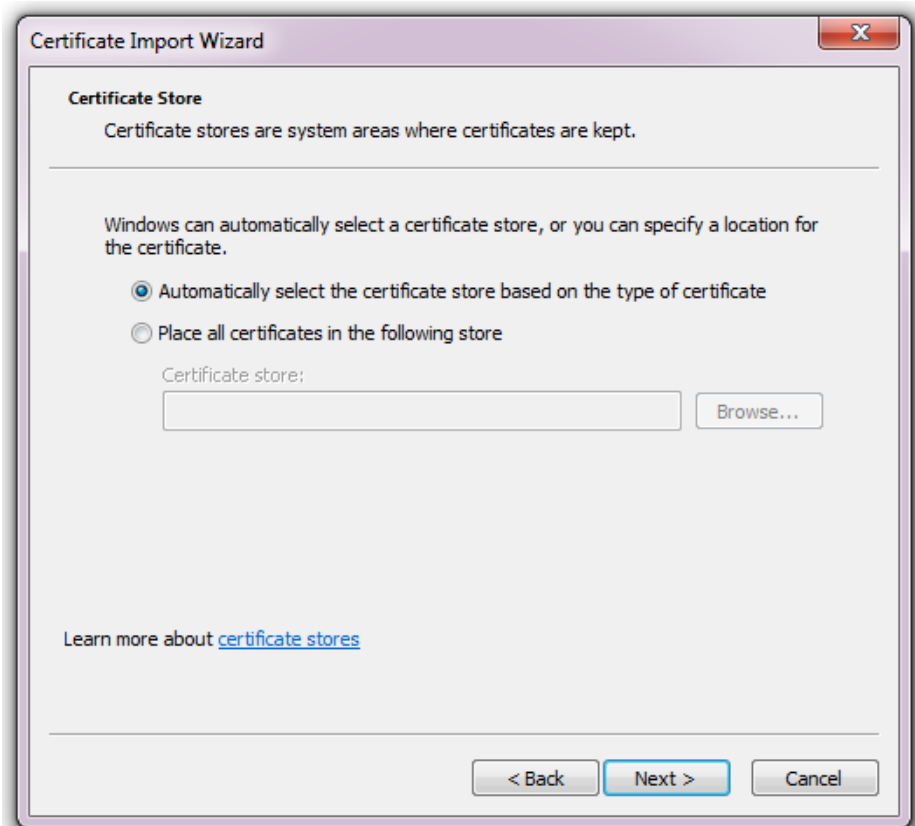 Certificate Import Wizard
Certificate Store
Certificate stores are system areas where certificates are kept.
Windows can automatically select a certificate store, or you can specify a location for
the certificate.
Automatically select the certificate store based on the type of certificate
Place all certificates in the following store
Certificate store:
Browse...
Learn more about certificate stores
< Back Next > Cancel